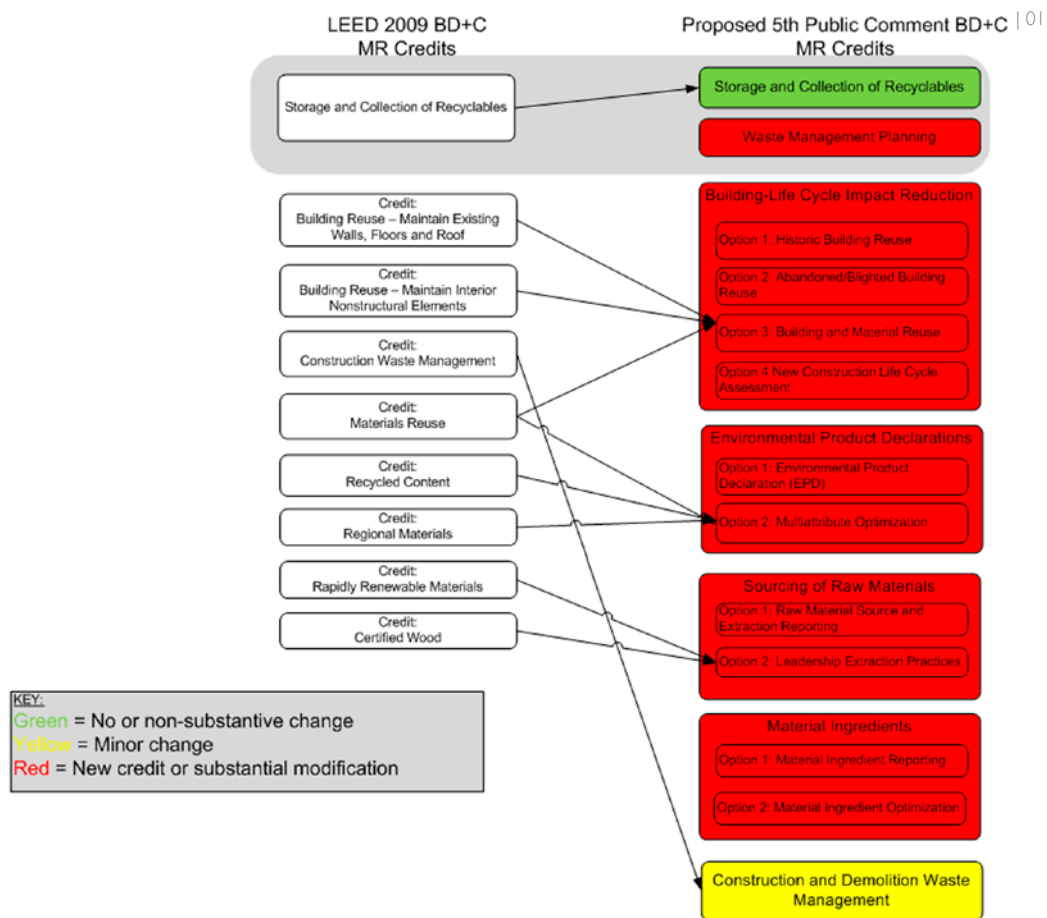 | 01
LEED 2009 BD+C
MR Credits
Proposed 5th Public Comment BD+C
MR Credits
Storage and Collection of Recyclables
Storage and Collection of Recyclables
Waste Management Planning
Credit:
Building Reuse – Maintain Existing
Walls, Floors and Roof
Credit:
Building Reuse – Maintain Interior
Nonstructural Elements
Credit:
Construction Waste Management
Credit:
Materials Reuse
Credit:
Recycled Content
Credit:
Regional Materials
Credit:
Rapidly Renewable Materials
Credit:
Certified Wood
Building-Life Cycle Impact Reduction
Option 1: Historic Building Reuse
Option 2: Abandoned/Blighted Building
Reuse
Option 3: Building and Material Reuse
Option 4 New Construction Life Cycle
Assessment
Environmental Product Declarations
Option 1: Environmental Product
Declaration (EPD)
Option 2: Multiattribute Optimization
Sourcing of Raw Materials
Option 1: Raw Material Source and
Extraction Reporting
Option 2: Leadership Extraction Practices
Material Ingredients
Option 1: Material Ingredient Reporting
Option 2: Material Ingredient Optimization
Construction and Demolition Waste
Management
KEY:
Green = No or non-substantive change
Yellow = Minor change
Red = New credit or substantial modification